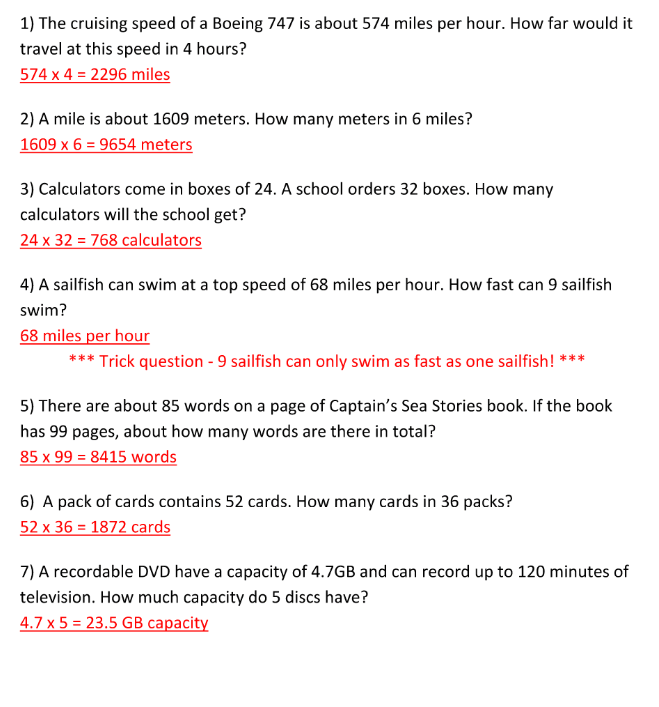 1) The cruising speed of a Boeing 747 is about 574 miles per hour. How far would it
travel at this speed in 4 hours?
574 x 4 = 2296 miles
2) A mile is about 1609 meters. How many meters in 6 miles?
1609 x 6 = 9654 meters
3) Calculators come in boxes of 24. A school orders 32 boxes. How many
calculators will the school get?
24 x 32 = 768 calculators
4) A sailfish can swim at a top speed of 68 miles per hour. How fast can 9 sailfish
swim?
68 miles per hour
*** Trick question - 9 sailfish can only swim as fast as one sailfish! ***
5) There are about 85 words on a page of Captain’s Sea Stories book. If the book
has 99 pages, about how many words are there in total?
85 x 99 = 8415 words
6) A pack of cards contains 52 cards. How many cards in 36 packs?
52 x 36 = 1872 cards
7) A recordable DVD have a capacity of 4.7GB and can record up to 120 minutes of
television. How much capacity do 5 discs have?
4.7 x 5 = 23.5 GB capacity